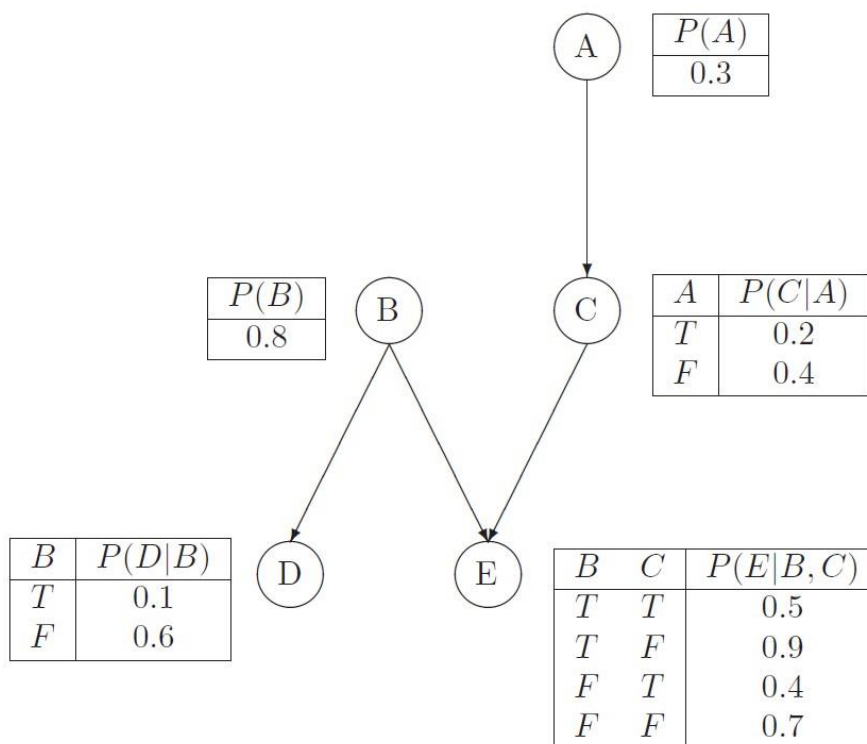 A
P(A)
0.3
P(B)
0.8
B
C
A P(C|A)
T 0.2
F 0.4
B P(D|B)
T 0.1
F 0.6
D
E
B C P(E|B, C)
T T 0.5
T F 0.9
F T 0.4
F F 0.7